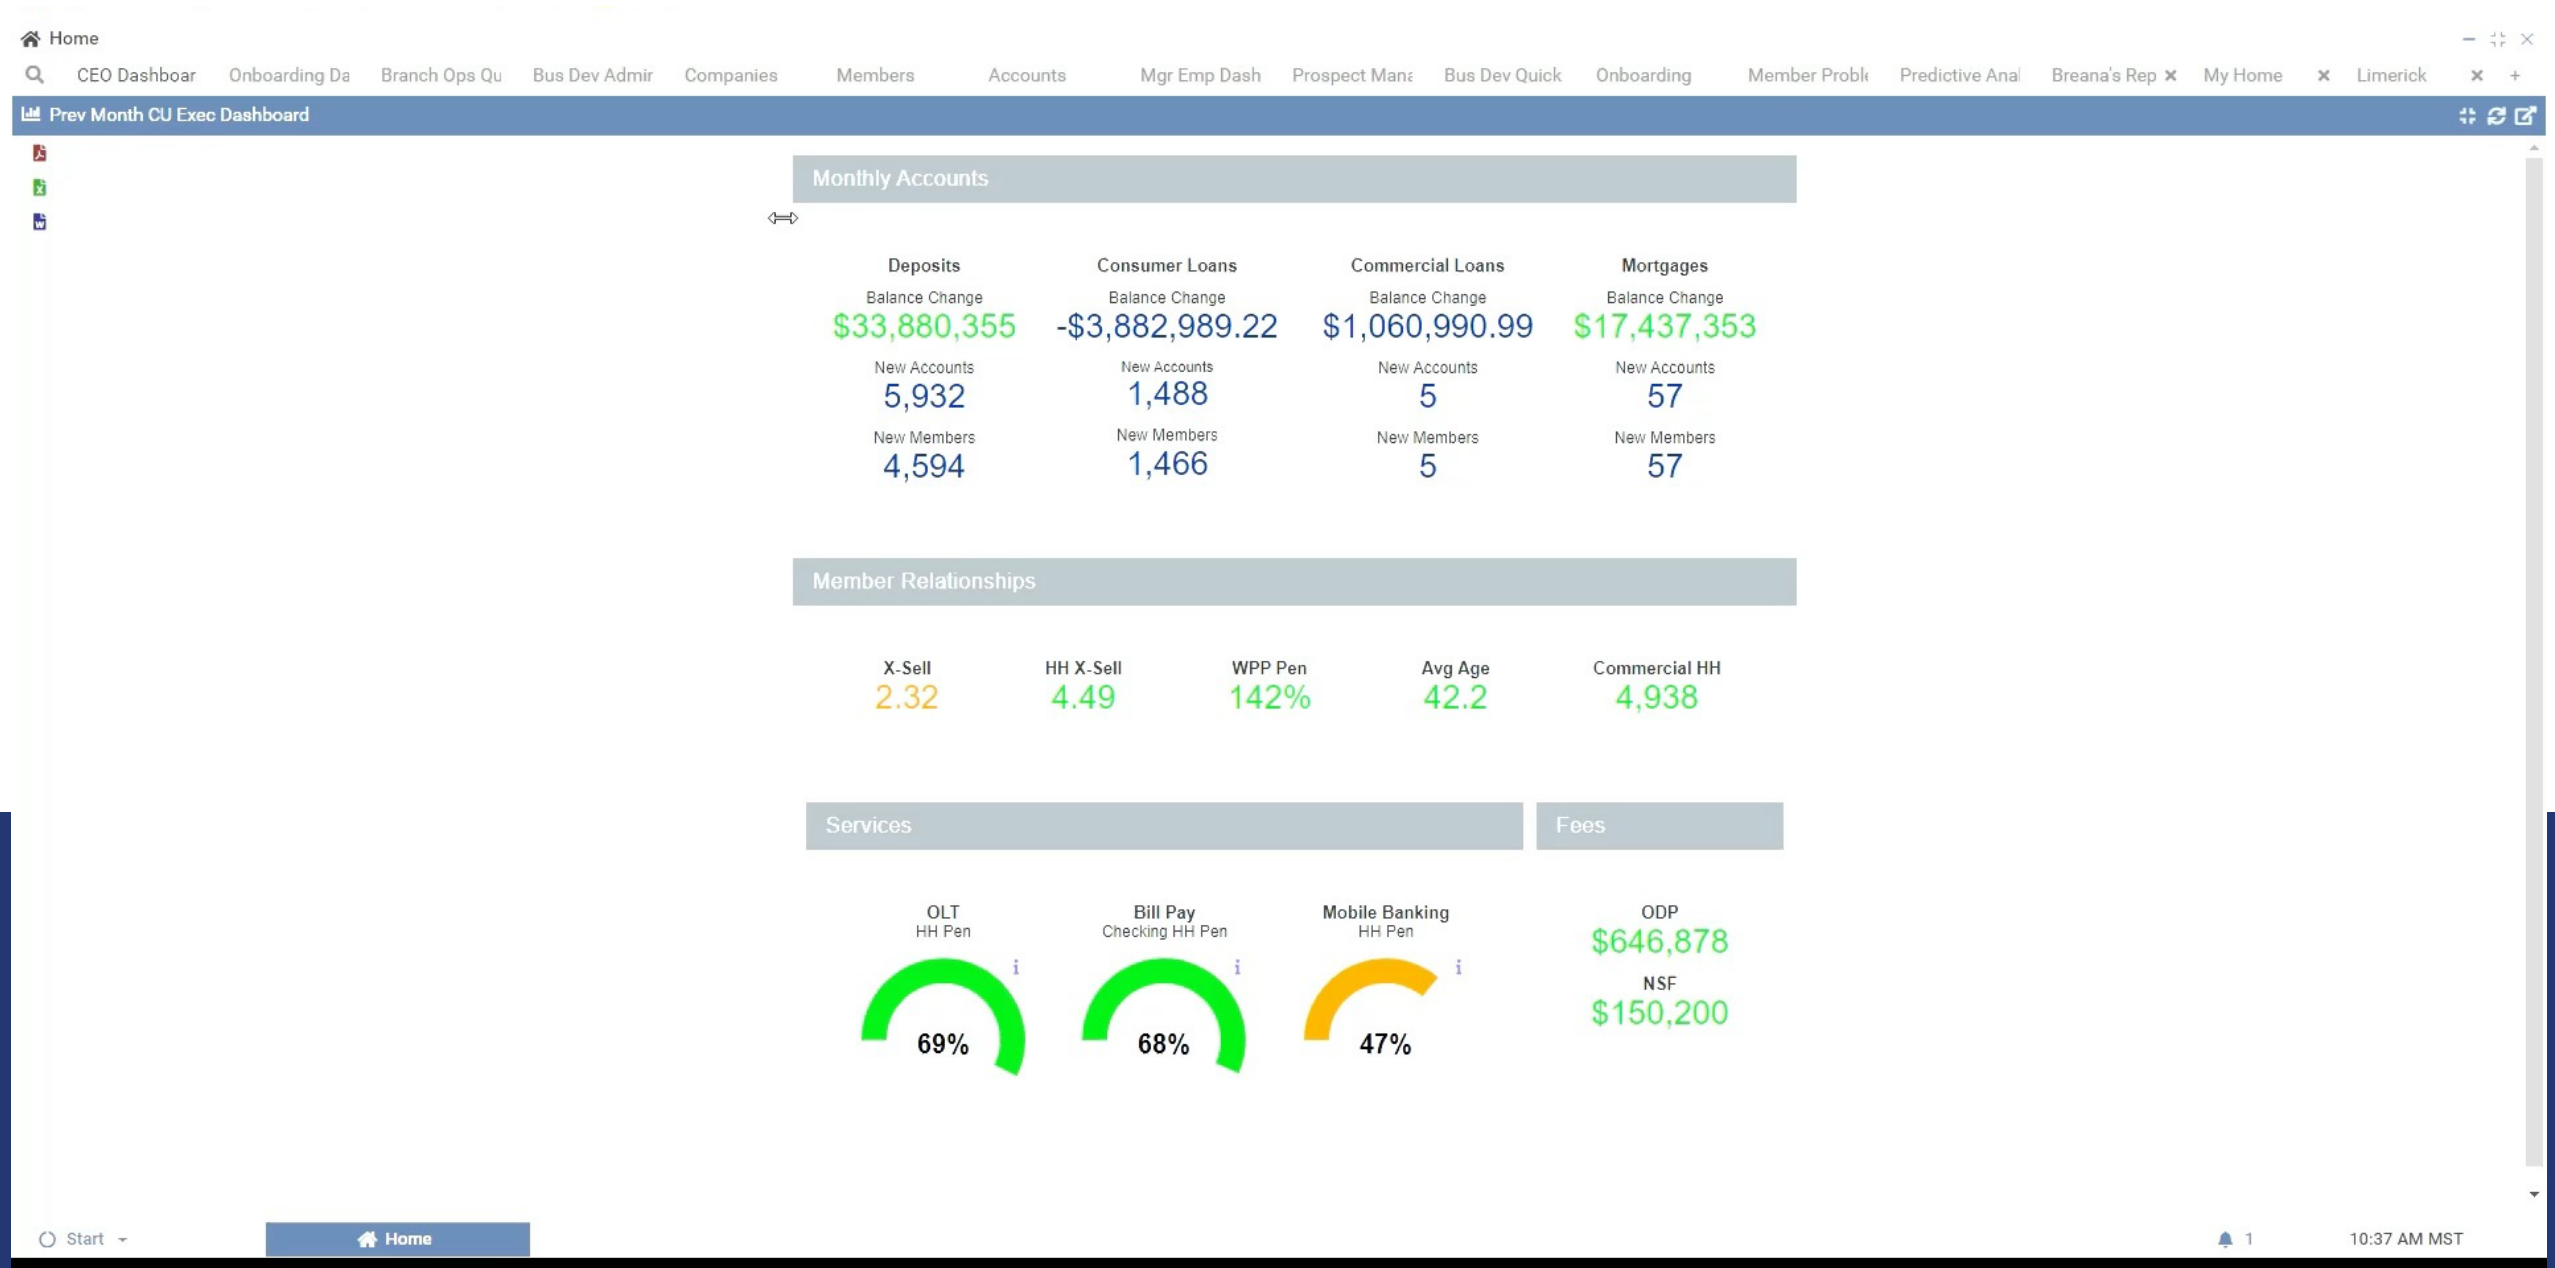 Home
CEO Dashboar Onboarding Da Branch Ops Qu Bus Dev Admir Companies Members Accounts Mgr Emp Dash Prospect Mana Bus Dev Quick Onboarding Member Proble Predictive Anal Breana's Rep My Home Limerick
Prev Month CU Exec Dashboard
Monthly Accounts
Deposits Consumer Loans Commercial Loans Mortgages
Balance Change Balance Change Balance Change Balance Change
$33,880,355 -$3,882,989.22 $1,060,990.99 $17,437,353
New Accounts New Accounts New Accounts New Accounts
5,932 1,488 5 57
New Members New Members New Members New Members
4,594 1,466 5 57
Member Relationships
X-Sell HH X-Sell WPP Pen Avg Age Commercial HH
2.32 4.49 142% 42.2 4,938
Services Fees
OLT Bill Pay Mobile Banking ODP
HH Pen Checking HH Pen HH Pen
$646,878
i i i
NSF
$150,200
69% 68% 47%
Start Home 1 10:37 AM MST